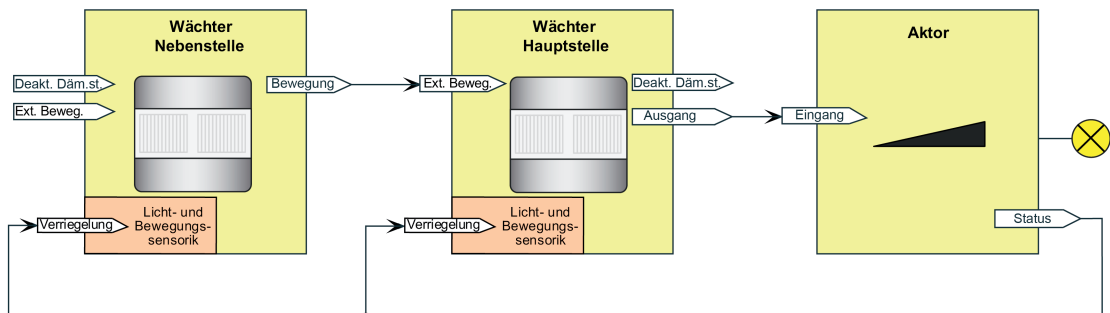 Wächter
Nebenstelle
Deakt. Däm.st.
Ext. Beweg.
Bewegung
Verriegelung
Licht- und
Bewegungs-
sensorik
Wächter
Hauptstelle
Ext. Beweg.
Deakt. Däm.st.
Ausgang
Verriegelung
Licht- und
Bewegungs-
sensorik
Aktor
Eingang
Status